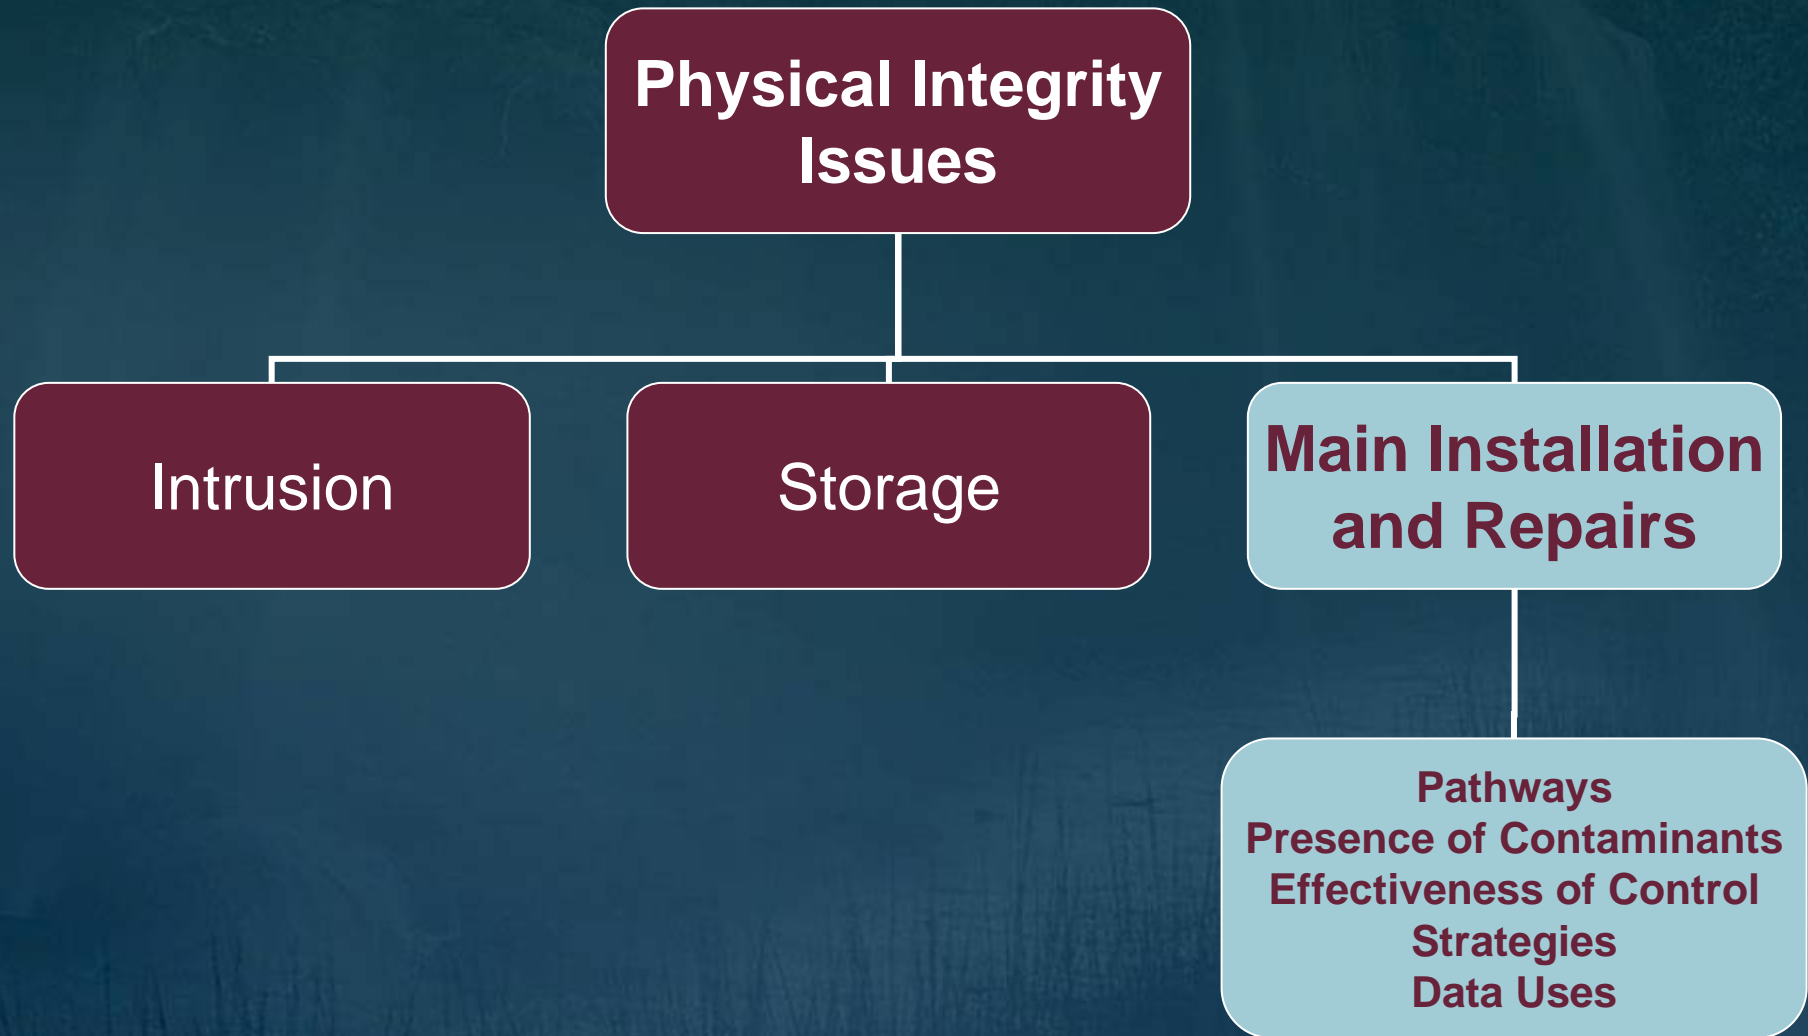 Physical Integrity
Issues
Intrusion
Storage
Main Installation
and Repairs
Pathways
Presence of Contaminants
Effectiveness of Control
Strategies
Data Uses